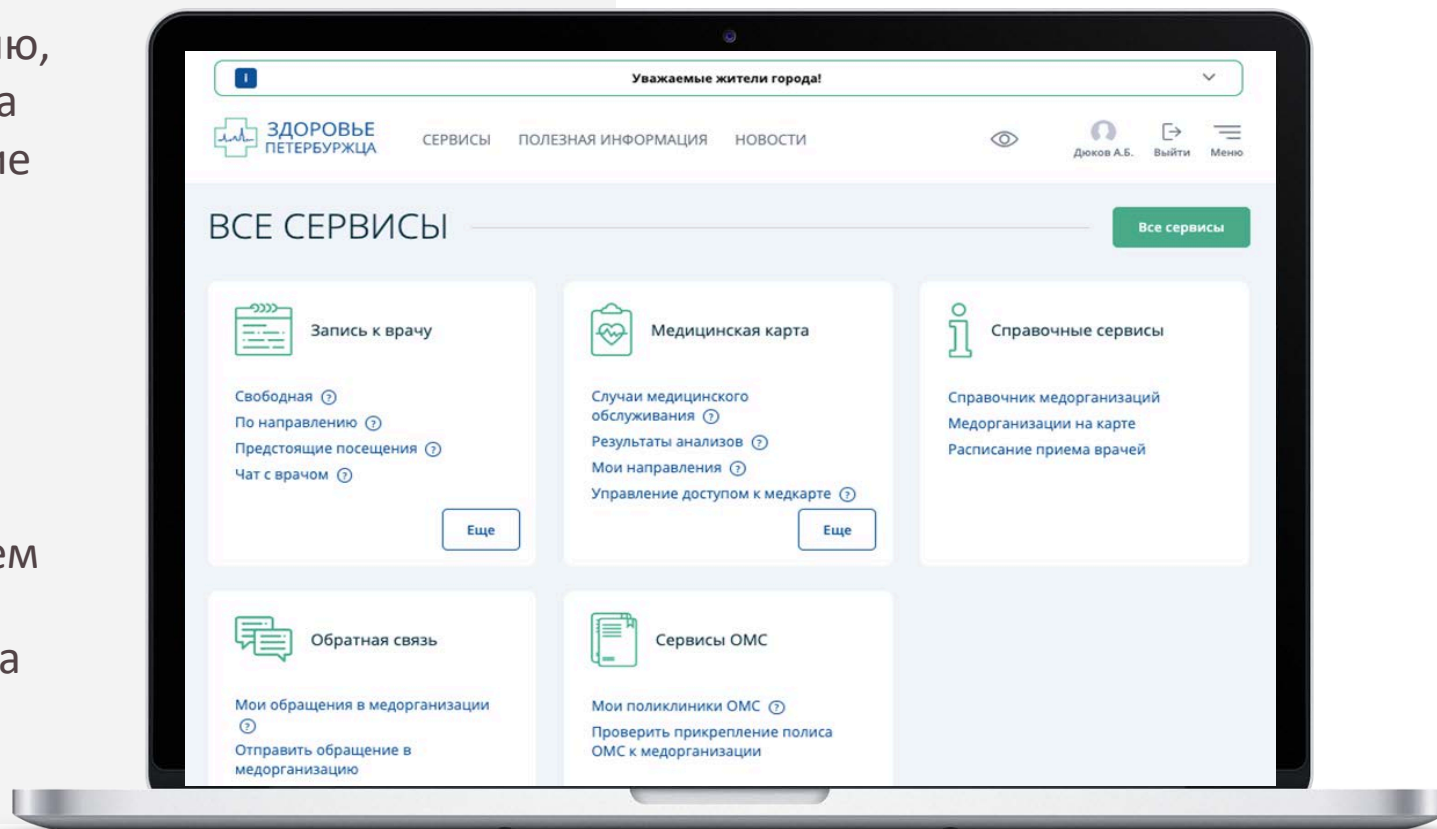 Уважаемые жители города!
ЗДОРОВЬЕ
ПЕТЕРБУРЖЦА
СЕРВИСЫ ПОЛЕЗНАЯ ИНФОРМАЦИЯ НОВОСТИ
Дюков А.Б. Выйти Меню
ВСЕ СЕРВИСЫ
Все сервисы
Запись к врачу
Свободная
По направлению
Предстоящие посещения
Чат с врачом
Еще
Медицинская карта
Случаи медицинского
обслуживания
Результаты анализов
Мои направления
Управление доступом к медкарте
Еще
Справочные сервисы
Справочник медорганизаций
Медорганизации на карте
Расписание приема врачей
Обратная связь
Мои обращения в медорганизации
Отправить обращение в
медорганизацию
Сервисы ОМС
Мои поликлиники ОМС
Проверить прикрепление полиса
ОМС к медорганизации